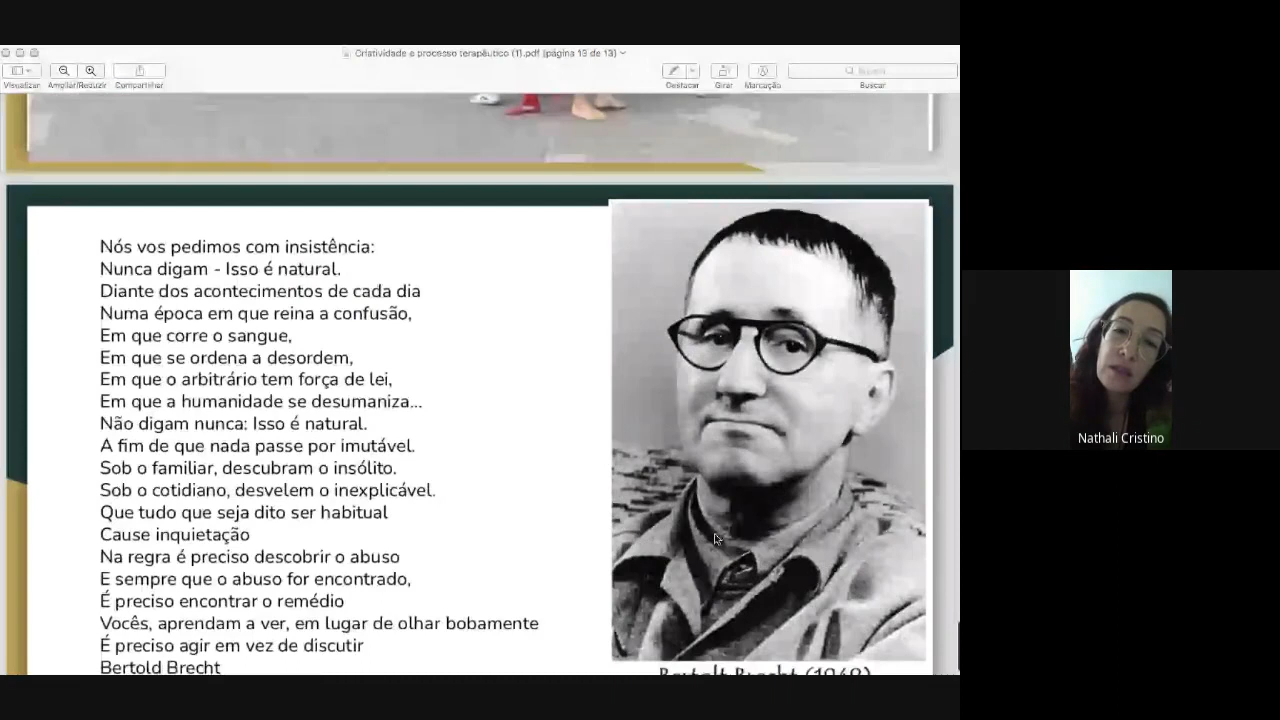 Criatividade e processo terapêutico (1).pdf (página 13 de 13)
Visualizar
Ampliar/Reduzir
Compartilhar
Destacar
Girar
Marcação
Buscar
Buscar
Nós vos pedimos com insistência:
Nunca digam - Isso é natural.
Diante dos acontecimentos de cada dia
Numa época em que reina a confusão,
Em que corre o sangue,
Em que se ordena a desordem,
Em que o arbitrário tem força de lei,
Em que a humanidade se desumaniza...
Não digam nunca: Isso é natural.
A fim de que nada passe por imutável.
Sob o familiar, descubram o insólito.
Sob o cotidiano, desvelem o inexplicável.
Que tudo que seja dito ser habitual
Cause inquietação
Na regra é preciso descobrir o abuso
E sempre que o abuso for encontrado,
É preciso encontrar o remédio
Vocês, aprendam a ver, em lugar de olhar bobamente
É preciso agir em vez de discutir
Bertold Brecht
Bertolt Brecht (1948)
Nathali Cristino